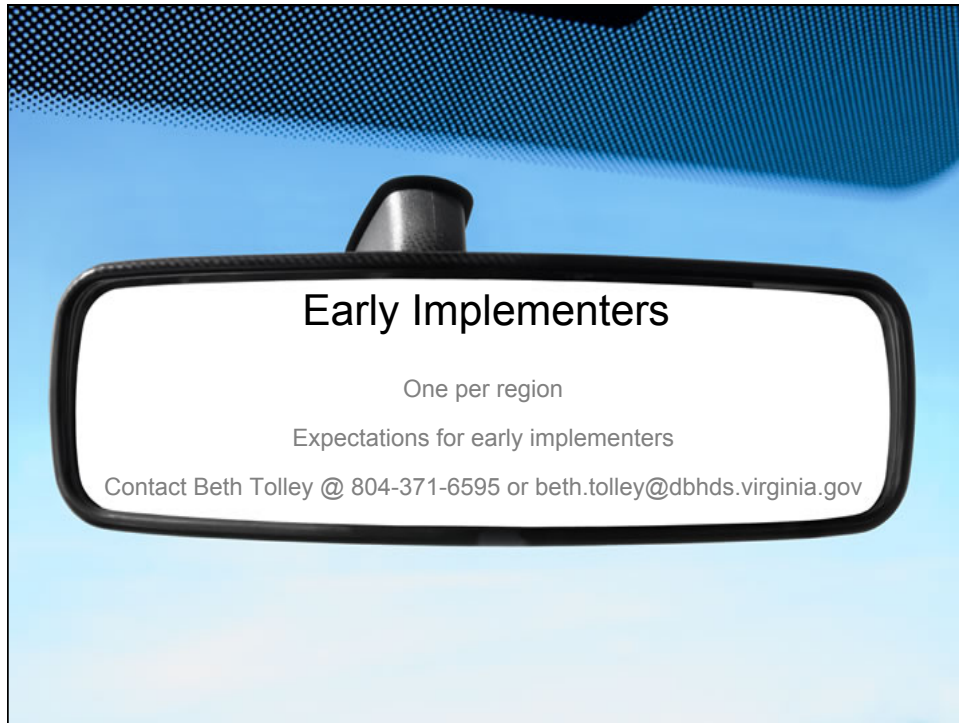 Early Implementers
One per region
Expectations for early implementers
Contact Beth Tolley @ 804-371-6595 or beth.tolley@dbhds.virginia.gov